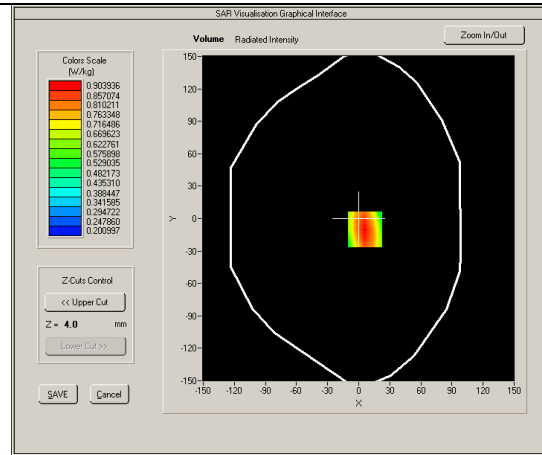 SAR Visualisation Graphical Interface
Volume Radiated Intensity
Zoom In/Out
Colors Scale
(W/kg)
0.903936
0.857074
0.810211
0.763348
0.716486
0.669623
0.622761
0.575898
0.529035
0.482173
0.435310
0.388447
0.341585
0.294722
0.247860
0.200997
Z-Cuts Control
<< Upper Cut
Z = 4.0 mm
Lower Cut >>
SAVE
Cancel
150
120
90
60
30
0
-30
-60
-90
-120
-150
Y
-150 -120 -90 -60 -30 0 30 60 90 120 150
X